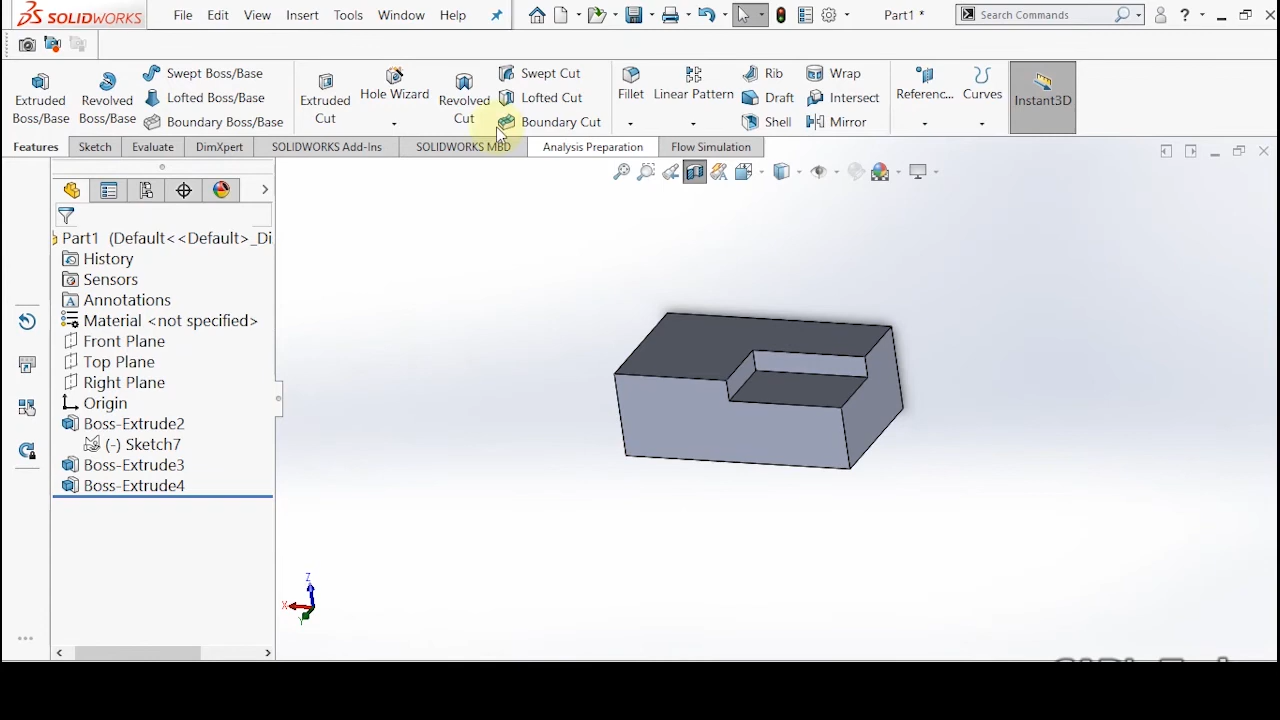 SOLIDWORKS File Edit View Insert Tools Window Help Part1 * Search Commands ?
Extruded Boss/Base
Revolved Boss/Base
Swept Boss/Base
Lofted Boss/Base
Boundary Boss/Base
Extruded Cut
Hole Wizard
Revolved Cut
Swept Cut
Lofted Cut
Boundary Cut
Fillet
Linear Pattern
Rib
Draft
Shell
Wrap
Intersect
Mirror
Referenc...
Curves
Instant3D
Features Sketch Evaluate DimXpert SOLIDWORKS Add-Ins SOLIDWORKS MBD Analysis Preparation Flow Simulation
Part1 (Default<<Default>_Di
History
Sensors
Annotations
Material <not specified>
Front Plane
Top Plane
Right Plane
Origin
Boss-Extrude2
(-) Sketch7
Boss-Extrude3
Boss-Extrude4
Z
X
Y